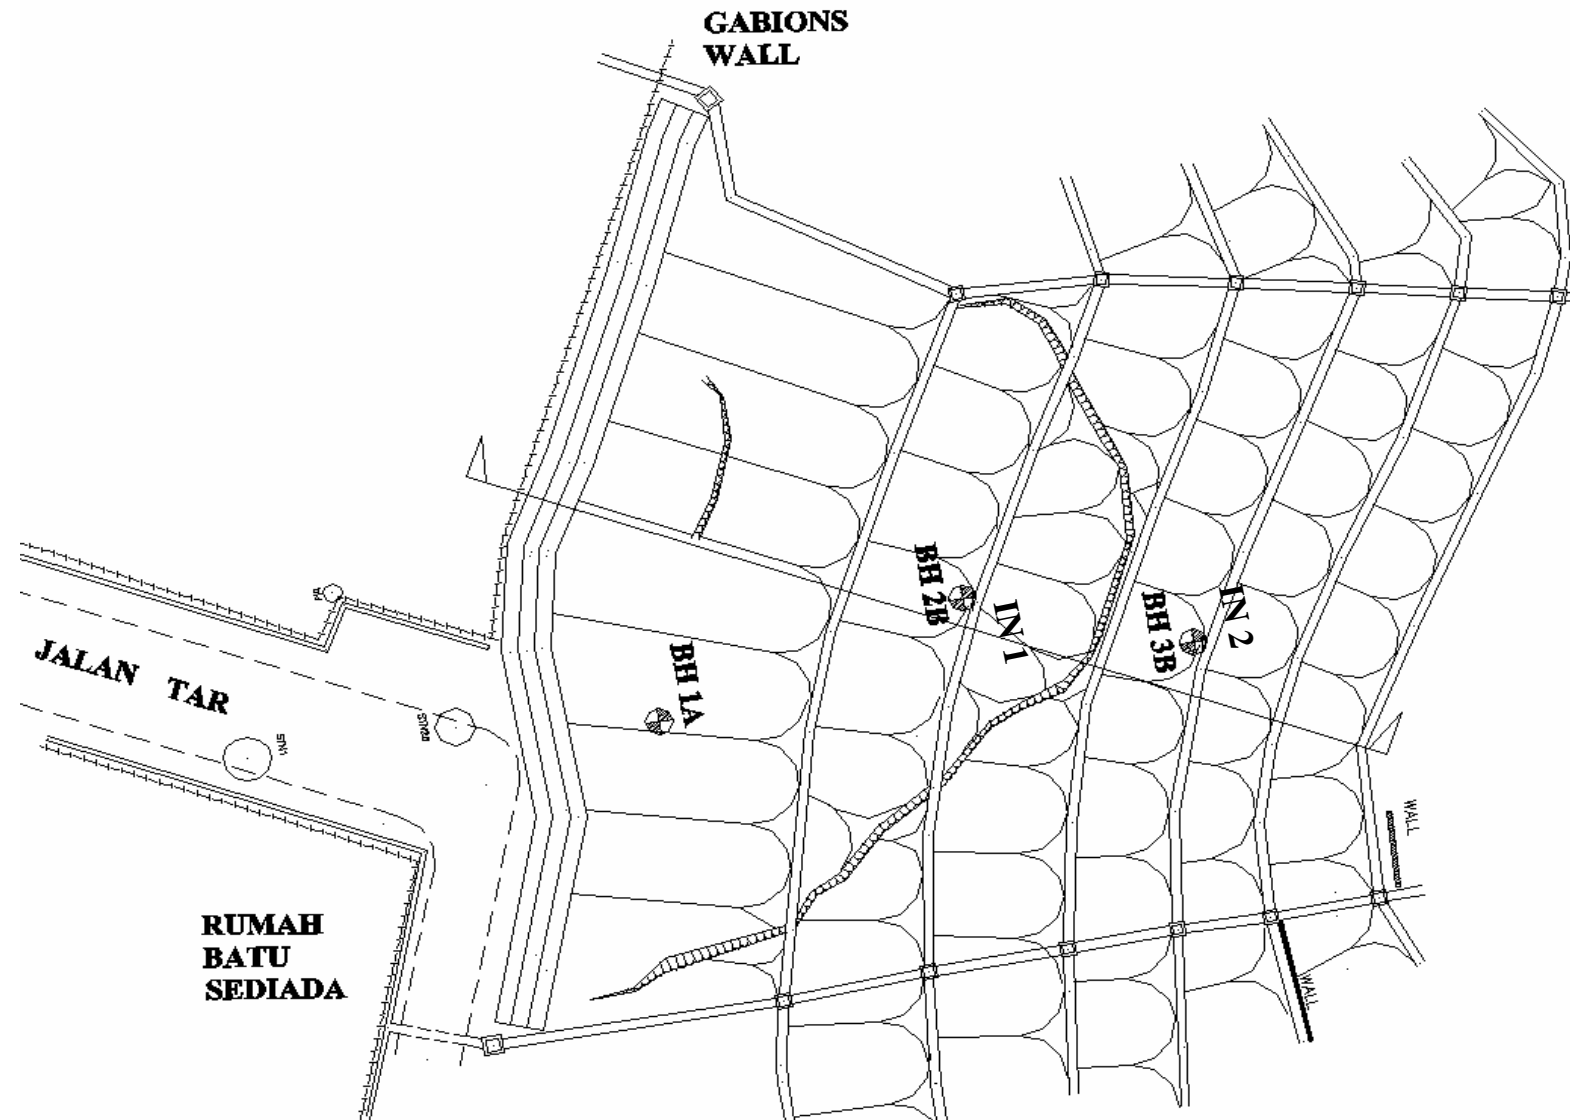 GABIONS
WALL
BH 2B
IN 1
BH 3B
IN 2
BH 1A
JALAN TAR
WALL
RUMAH
BATU
SEDIADA
WALL